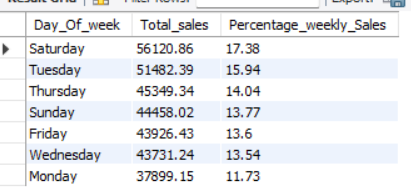 Result Grid Filter Rows: Export:
Day_Of_week Total_sales Percentage_weekly_Sales
Saturday 56120.86 17.38
Tuesday 51482.39 15.94
Thursday 45349.34 14.04
Sunday 44458.02 13.77
Friday 43926.43 13.6
Wednesday 43731.24 13.54
Monday 37899.15 11.73